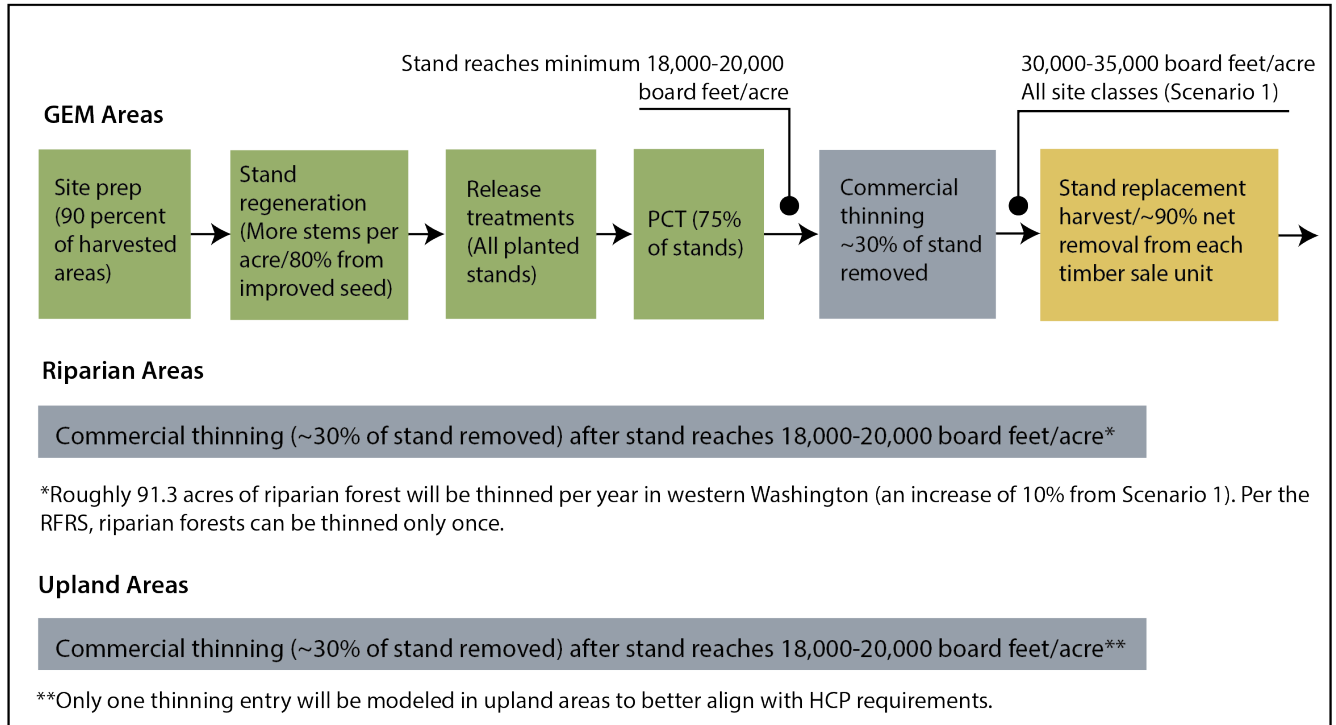 Stand reaches minimum 18,000-20,000
board feet/acre
30,000-35,000 board feet/acre
All site classes (Scenario 1)
GEM Areas
Site prep
(90 percent
of harvested
areas)
Stand
regeneration
(More stems per
acre/80% from
improved seed)
Release
treatments
(All planted
stands)
PCT (75%
of stands)
Commercial
thinning
~30% of stand
removed
Stand replacement
harvest/~90% net
removal from each
timber sale unit
Riparian Areas
Commercial thinning (~30% of stand removed) after stand reaches 18,000-20,000 board feet/acre*
*Roughly 91.3 acres of riparian forest will be thinned per year in western Washington (an increase of 10% from Scenario 1). Per the
RFRS, riparian forests can be thinned only once.
Upland Areas
Commercial thinning (~30% of stand removed) after stand reaches 18,000-20,000 board feet/acre**
**Only one thinning entry will be modeled in upland areas to better align with HCP requirements.